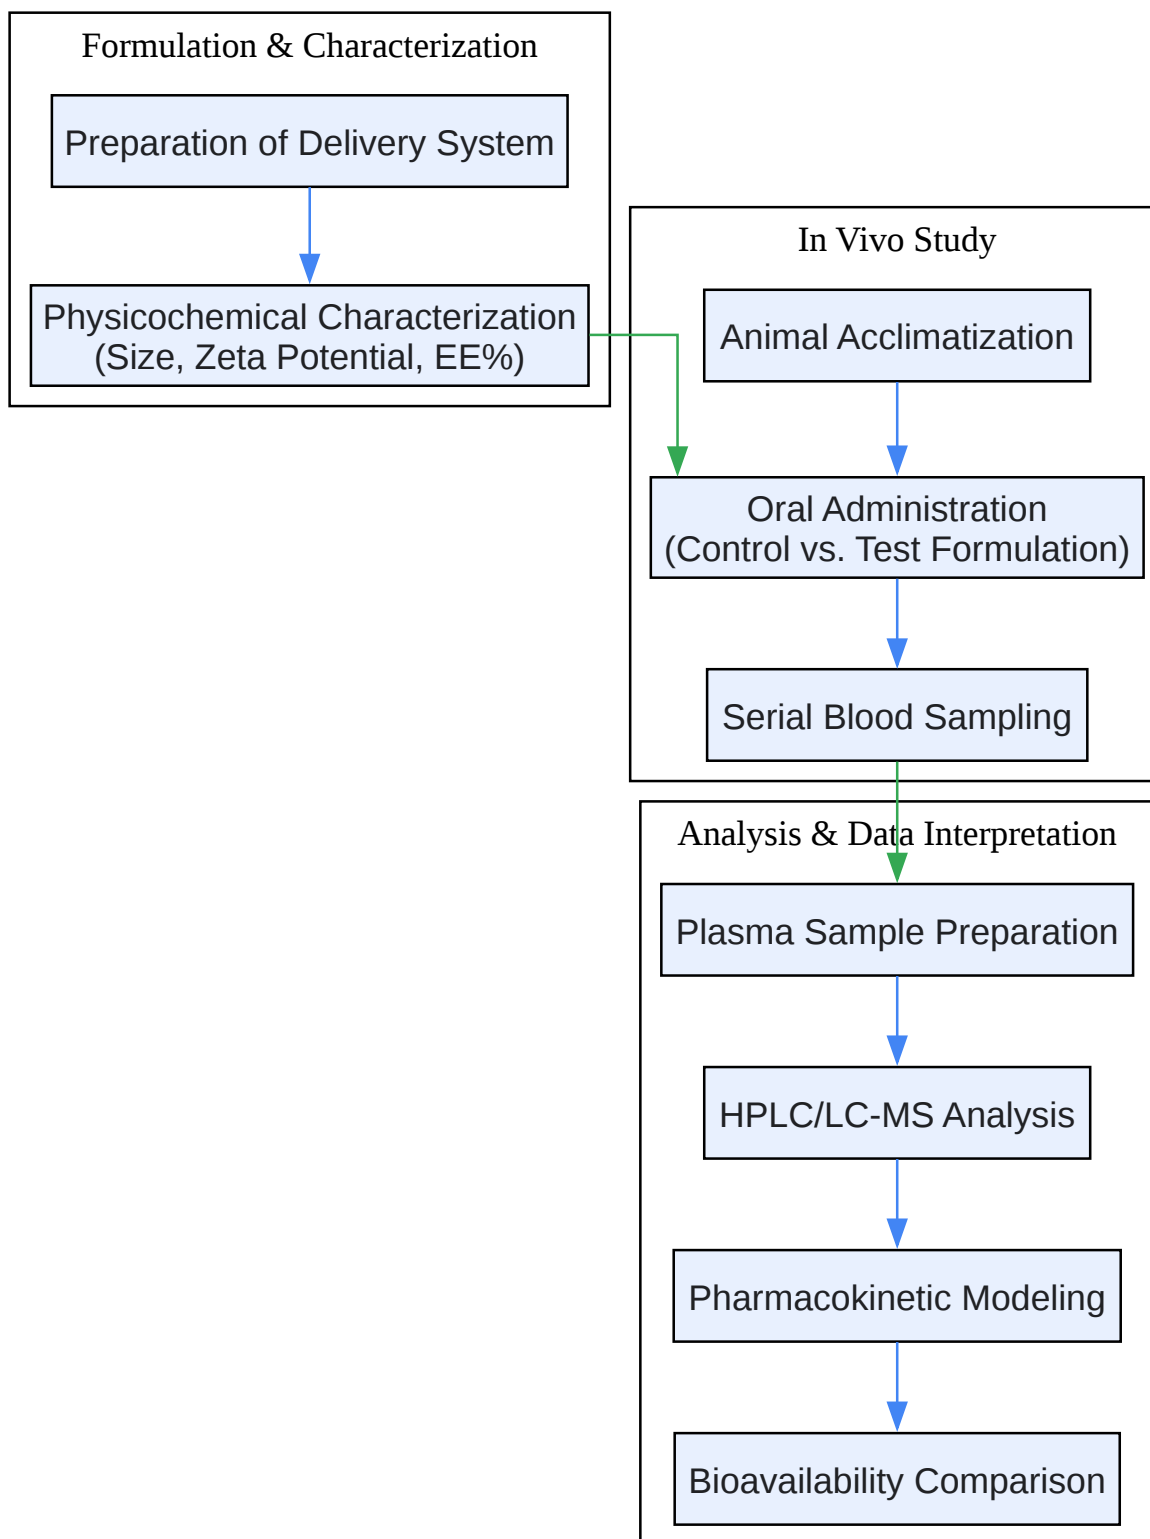 Formulation & Characterization
Preparation of Delivery System
Physicochemical Characterization
(Size, Zeta Potential, EE%)
In Vivo Study
Animal Acclimatization
Oral Administration
(Control vs. Test Formulation)
Serial Blood Sampling
Analysis & Data Interpretation
Plasma Sample Preparation
HPLC/LC-MS Analysis
Pharmacokinetic Modeling
Bioavailability Comparison